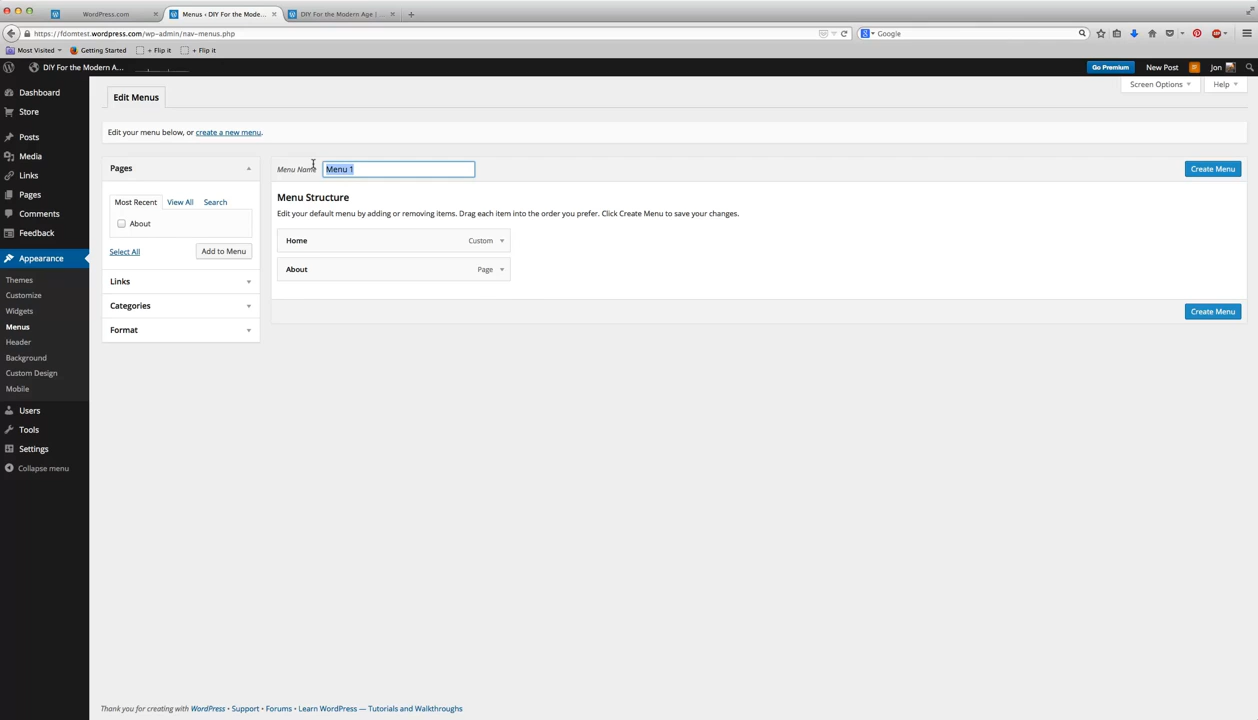 WordPress.com
Menus ‹ DIY For the Mode...
DIY For the Modern Age |
https://fdomtest.wordpress.com/wp-admin/nav-menus.php
Google
Most Visited
Getting Started
+ Flip it
+ Flip it
DIY For the Modern A...
Go Premium
New Post
Jon
Dashboard
Store
Posts
Media
Links
Pages
Comments
Feedback
Appearance
Themes
Customize
Widgets
Menus
Header
Background
Custom Design
Mobile
Users
Tools
Settings
Collapse menu
Screen Options
Help
Edit Menus
Edit your menu below, or create a new menu.
Pages
Most Recent
View All
Search
About
Select All
Add to Menu
Links
Categories
Format
Menu Name
Menu 1
Create Menu
Menu Structure
Edit your default menu by adding or removing items. Drag each item into the order you prefer. Click Create Menu to save your changes.
Home
Custom
About
Page
Create Menu
Thank you for creating with WordPress • Support • Forums • Learn WordPress — Tutorials and Walkthroughs